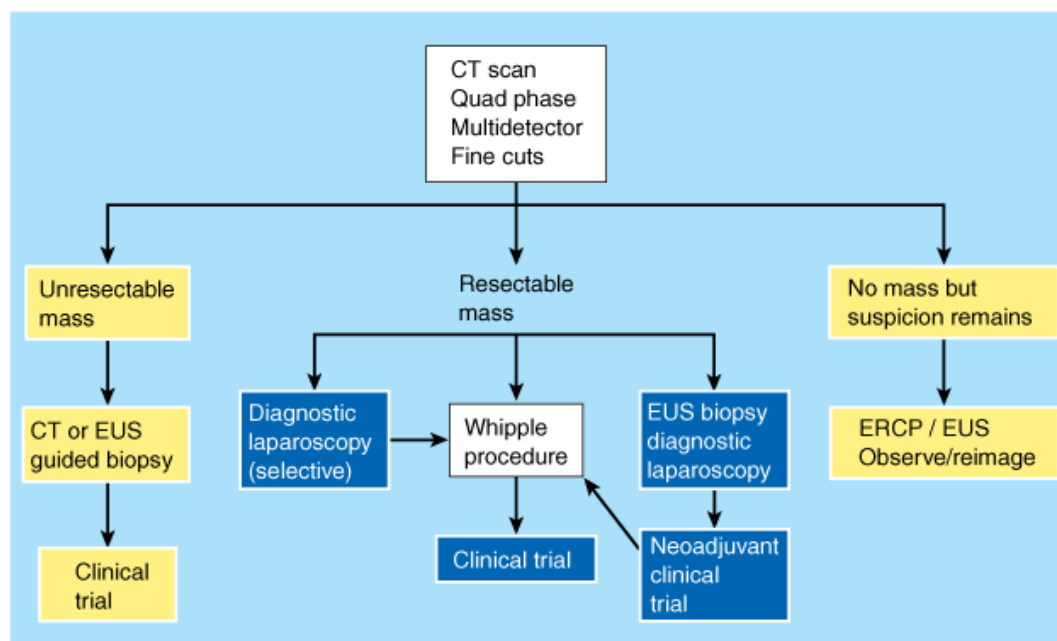 CT scan
Quad phase
Multidetector
Fine cuts
Unresectable
mass
Resectable
mass
No mass but
suspicion remains
CT or EUS
guided biopsy
Diagnostic
laparoscopy
(selective)
Whipple
procedure
EUS biopsy
diagnostic
laparoscopy
ERCP / EUS
Observe/reimage
Clinical
trial
Clinical trial
Neoadjuvant
clinical
trial